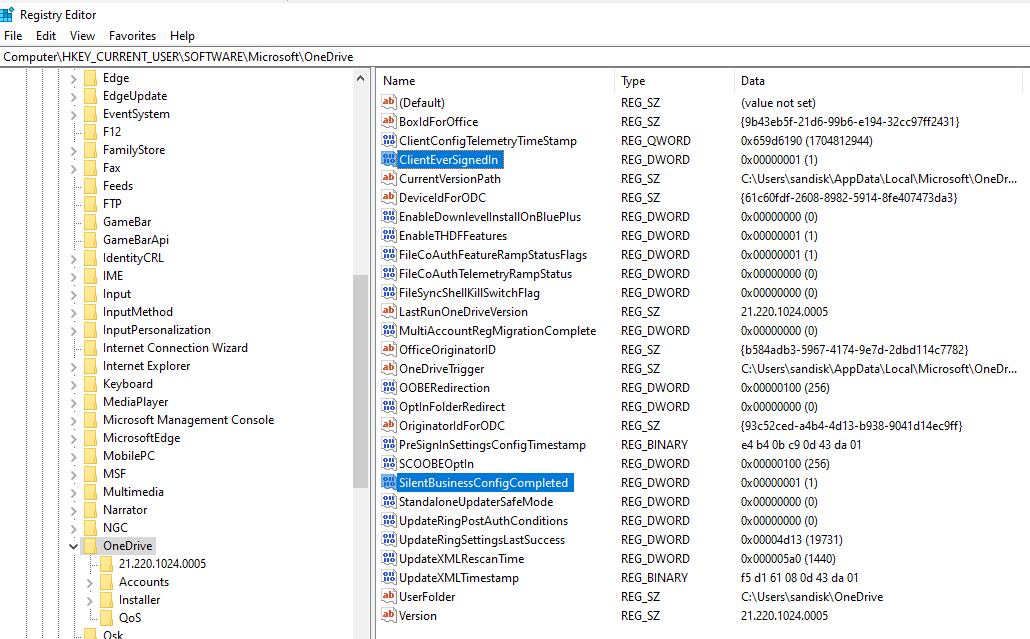 Registry Editor
File Edit View Favorites Help
Computer\HKEY_CURRENT_USER\SOFTWARE\Microsoft\OneDrive
Edge
EdgeUpdate
EventSystem
F12
FamilyStore
Fax
Feeds
FTP
GameBar
GameBarApi
IdentityCRL
IME
Input
InputMethod
InputPersonalization
Internet Connection Wizard
Internet Explorer
Keyboard
MediaPlayer
Microsoft Management Console
MicrosoftEdge
MobilePC
MSF
Multimedia
Narrator
NGC
OneDrive
21.220.1024.0005
Accounts
Installer
QoS
Osk
Name Type Data
(Default) REG_SZ (value not set)
BoxIdForOffice REG_SZ {9b43eb5f-21d6-99b6-e194-32cc97ff2431}
ClientConfigTelemetryTimeStamp REG_QWORD 0x659d6190 (1704812944)
ClientEverSignedIn REG_DWORD 0x00000001 (1)
CurrentVersionPath REG_SZ C:\Users\sandisk\AppData\Local\Microsoft\OneDr...
DeviceIdForODC REG_SZ {61c60fdf-2608-8982-5914-8fe407473da3}
EnableDownlevelInstallOnBluePlus REG_DWORD 0x00000000 (0)
EnableTHDFFeatures REG_DWORD 0x00000001 (1)
FileCoAuthFeatureRampStatusFlags REG_DWORD 0x00000001 (1)
FileCoAuthTelemetryRampStatus REG_DWORD 0x00000000 (0)
FileSyncShellKillSwitchFlag REG_DWORD 0x00000000 (0)
LastRunOneDriveVersion REG_SZ 21.220.1024.0005
MultiAccountRegMigrationComplete REG_DWORD 0x00000000 (0)
OfficeOriginatorID REG_SZ {b584adb3-5967-4174-9e7d-2dbd114c7782}
OneDriveTrigger REG_SZ C:\Users\sandisk\AppData\Local\Microsoft\OneDr...
OOBERedirection REG_DWORD 0x00000100 (256)
OptInFolderRedirect REG_DWORD 0x00000000 (0)
OriginatorIdForODC REG_SZ {93c52ced-a4b4-4d13-b938-9041d14ec9ff}
PreSignInSettingsConfigTimestamp REG_BINARY e4 b4 0b c9 0d 43 da 01
SCOOBEOptIn REG_DWORD 0x00000100 (256)
SilentBusinessConfigCompleted REG_DWORD 0x00000001 (1)
StandaloneUpdaterSafeMode REG_DWORD 0x00000000 (0)
UpdateRingPostAuthConditions REG_DWORD 0x00000000 (0)
UpdateRingSettingsLastSuccess REG_DWORD 0x00004d13 (19731)
UpdateXMLRescanTime REG_DWORD 0x000005a0 (1440)
UpdateXMLTimestamp REG_BINARY f5 d1 61 08 0d 43 da 01
UserFolder REG_SZ C:\Users\sandisk\OneDrive
Version REG_SZ 21.220.1024.0005